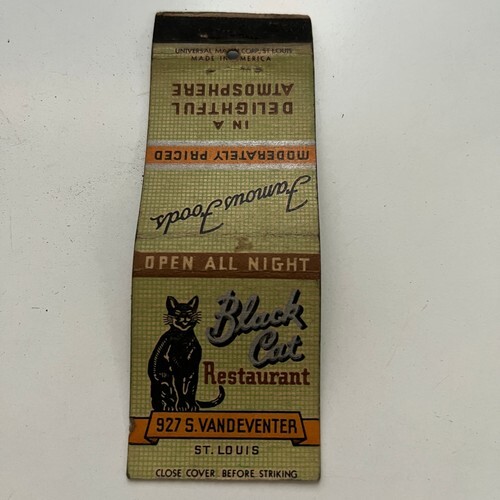 UNIVERSAL MATCH CORP., ST. LOUIS
MADE IN AMERICA
IN A
DELIGHTFUL
ATMOSPHERE
MODERATELY PRICED
Famous Foods
OPEN ALL NIGHT
Black
Cat
Restaurant
927 S. VANDEVENTER
ST. LOUIS
CLOSE COVER BEFORE STRIKING